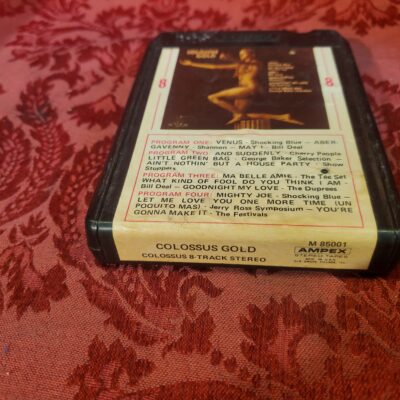 COLOSSUS
GOLD
8 8
PROGRAM ONE: VENUS - Shocking Blue - ABER-
GAVENNY - Shannon - MAY I - Bill Deal
PROGRAM TWO: AND SUDDENLY - Cherry People
LITTLE GREEN BAG - George Baker Selection -
AIN'T NOTHIN' BUT A HOUSE PARTY - Show
Stoppers
PROGRAM THREE: MA BELLE AMIE - The Tee Set
WHAT KIND OF FOOL DO YOU THINK I AM -
Bill Deal - GOODNIGHT MY LOVE - The Duprees
PROGRAM FOUR: MIGHTY JOE - Shocking Blue -
LET ME LOVE YOU ONE MORE TIME (UN
POQUITO MAS) - Jerry Ross Symposium - YOU'RE
GONNA MAKE IT - The Festivals
COLOSSUS GOLD
COLOSSUS 8-TRACK STEREO
M 85001
AMPEX
STEREO TAPES